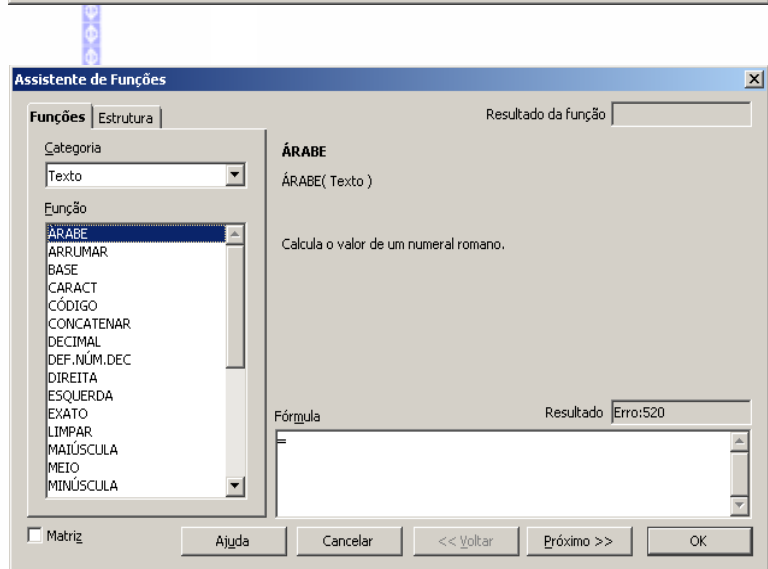 Assistente de Funções
Funções Estrutura
Resultado da função
Categoria
Texto
Função
ÁRABE
ARRUMAR
BASE
CARACT
CÓDIGO
CONCATENAR
DECIMAL
DEF.NÚM.DEC
DIREITA
ESQUERDA
EXATO
LIMPAR
MAIÚSCULA
MEIO
MINÚSCULA
ÁRABE
ÁRABE( Texto )
Calcula o valor de um numeral romano.
Fórmula
Resultado Erro:520
=
Matriz
Ajuda
Cancelar
<< Voltar
Próximo >>
OK